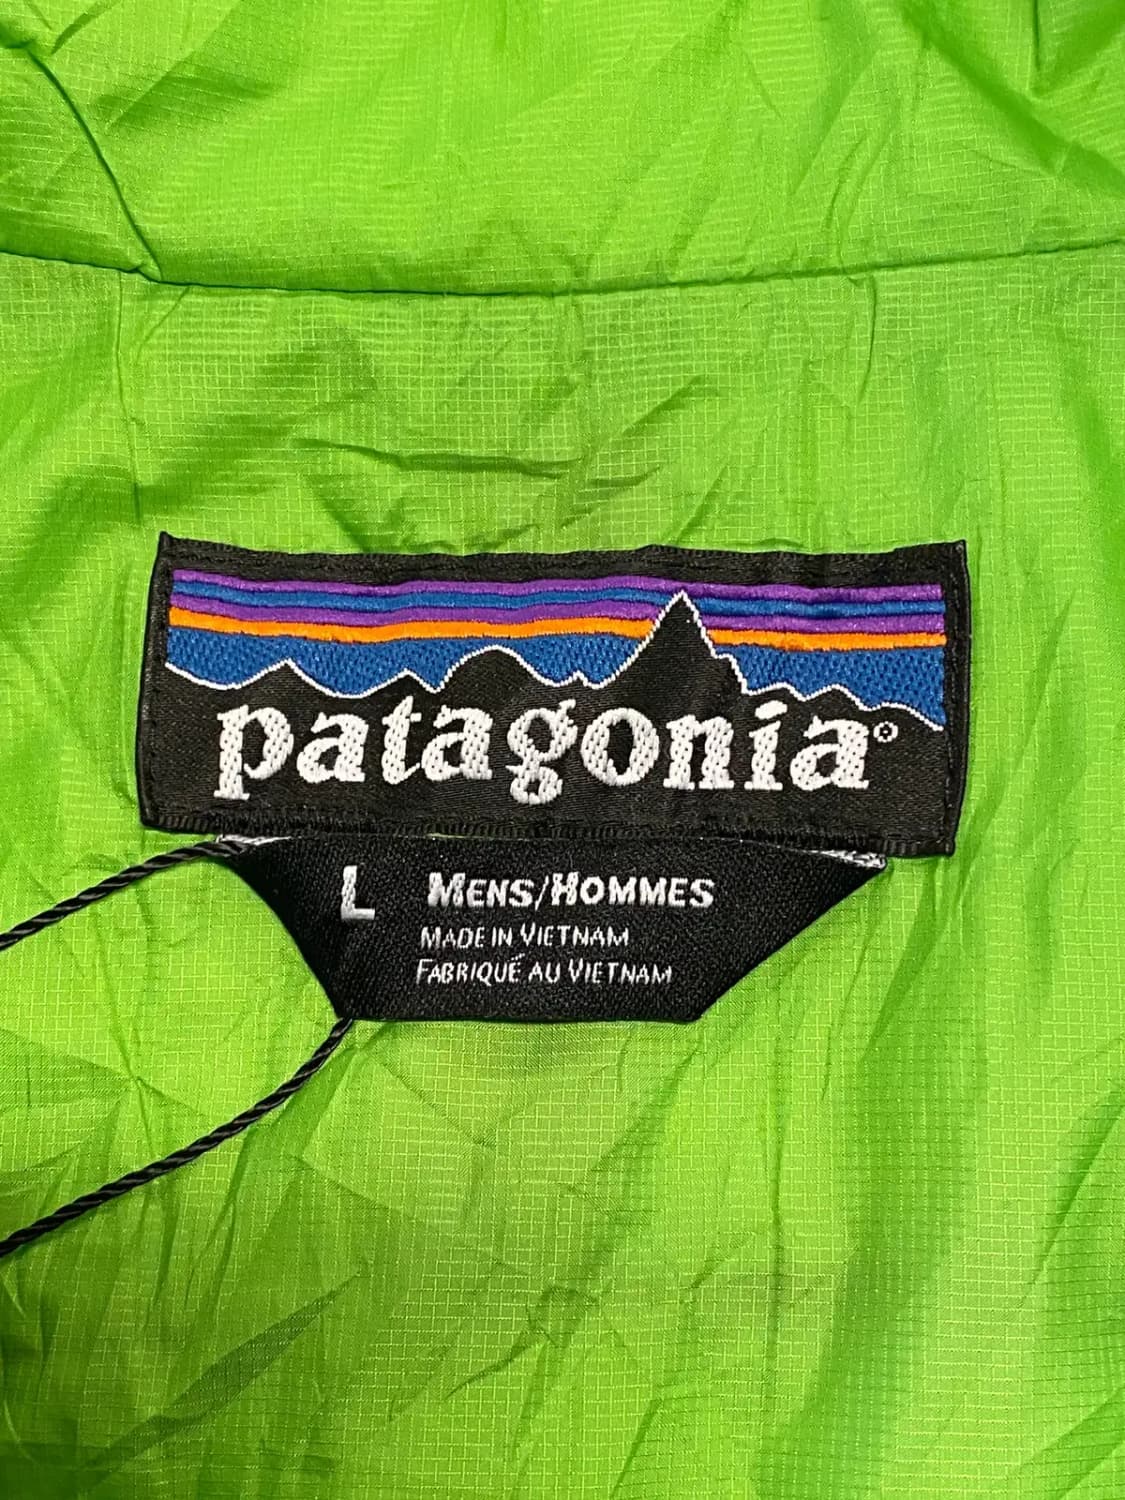 patagonia®
L MENS/HOMMES
MADE IN VIETNAM
FABRIQUÉ AU VIETNAM